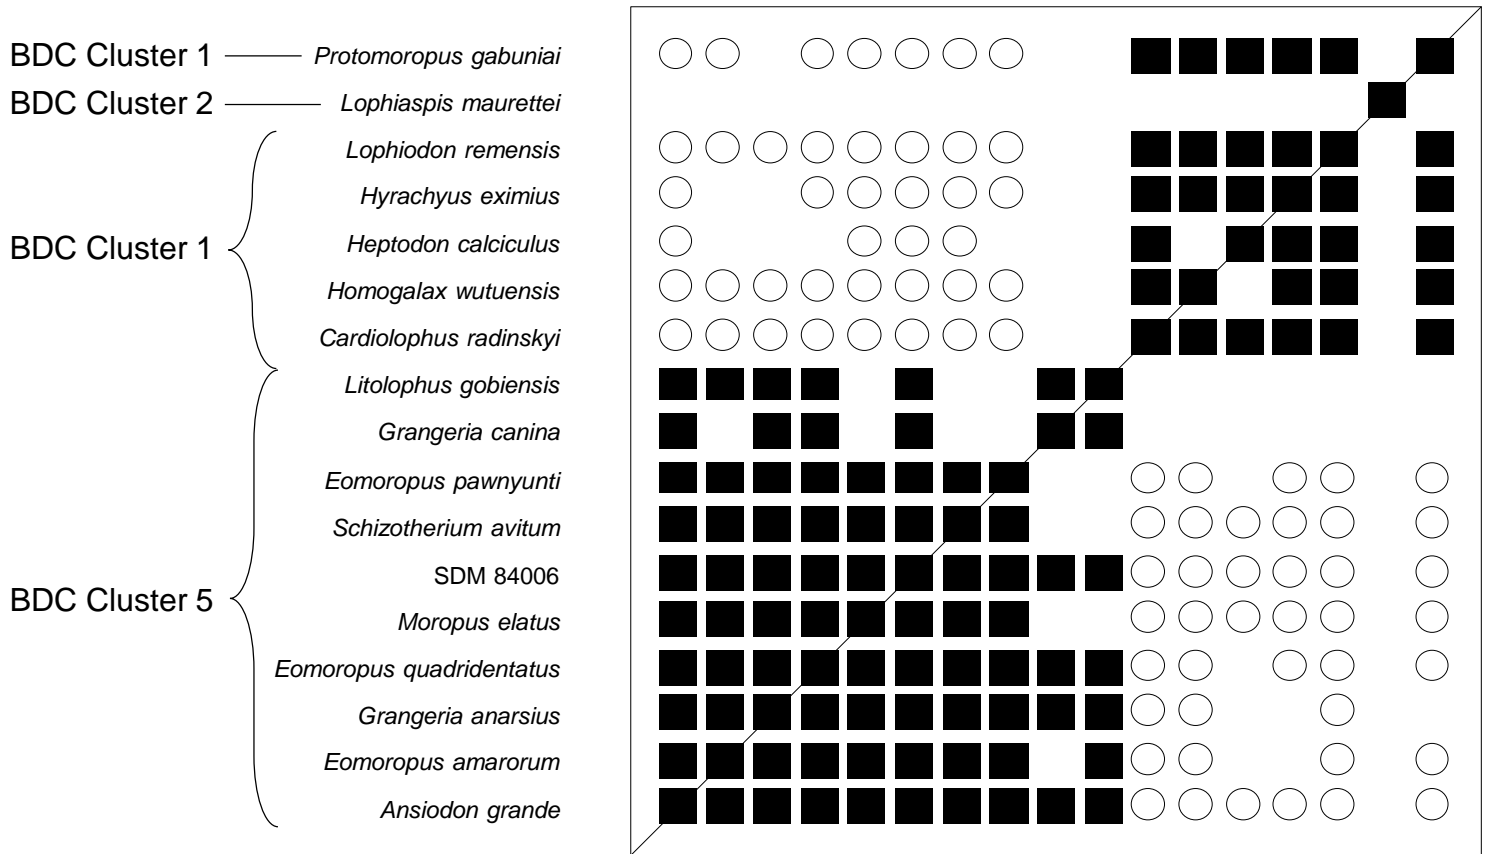 BDC Cluster 1 Protomoropus gabuniai
BDC Cluster 2 Lophiaspis maurettei
Lophiodon remensis
Hyrachyus eximius
BDC Cluster 1 Heptodon calciculus
Homogalax wutuensis
Cardiolophus radinskyi
Litolophus gobiensis
Grangeria canina
Eomoropus pawnyunti
Schizotherium avitum
SDM 84006
BDC Cluster 5 Moropus elatus
Eomoropus quadridentatus
Grangeria anarsius
Eomoropus amarorum
Ansiodon grande